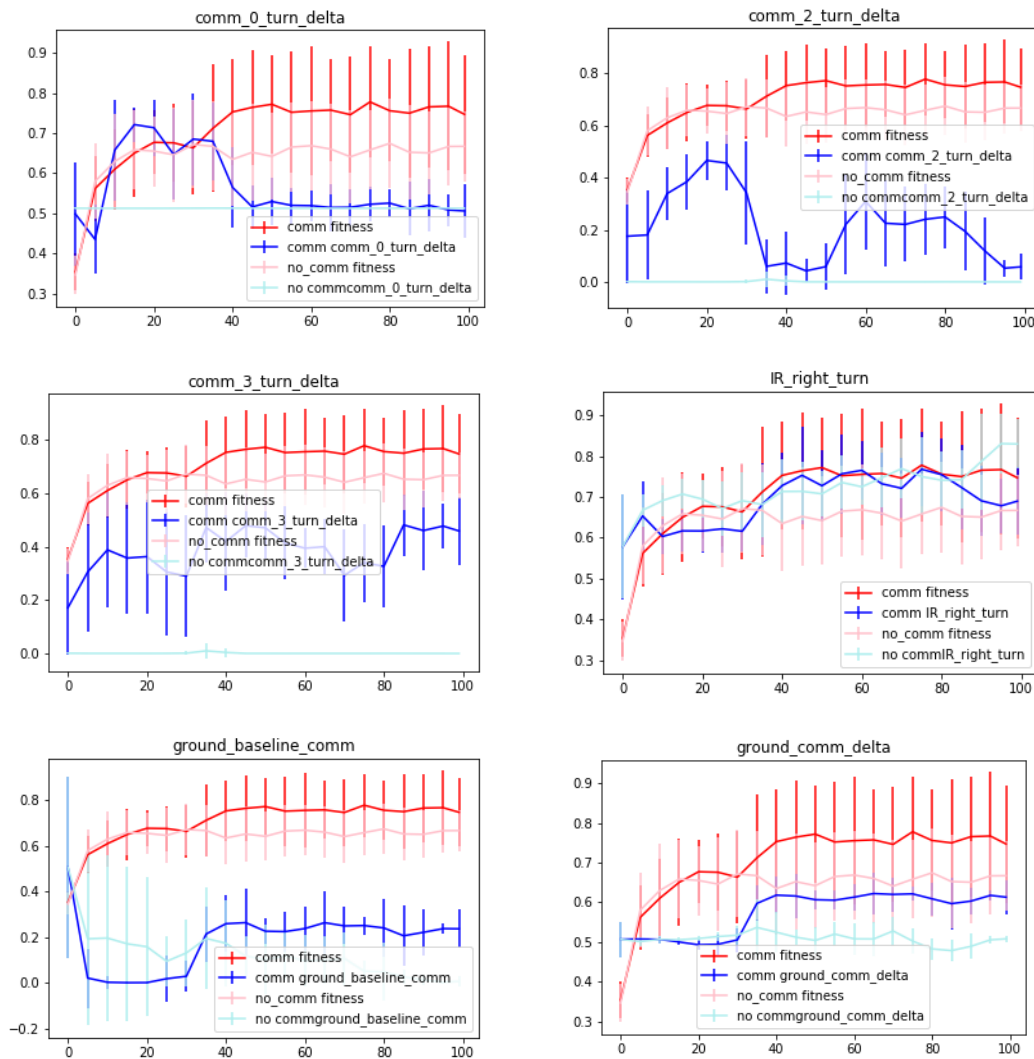 comm_0_turn_delta
0.9
0.8
0.7
0.6
0.5
0.4
0.3
comm fitness
comm comm_0_turn_delta
no_comm fitness
no commcomm_0_turn_delta
0 20 40 60 80 100
comm_2_turn_delta
0.8
0.6
0.4
0.2
0.0
comm fitness
comm comm_2_turn_delta
no_comm fitness
no commcomm_2_turn_delta
0 20 40 60 80 100
comm_3_turn_delta
0.8
0.6
0.4
0.2
0.0
comm fitness
comm comm_3_turn_delta
no_comm fitness
no commcomm_3_turn_delta
0 20 40 60 80 100
IR_right_turn
0.9
0.8
0.7
0.6
0.5
0.4
0.3
comm fitness
comm IR_right_turn
no_comm fitness
no commIR_right_turn
0 20 40 60 80 100
ground_baseline_comm
0.8
0.6
0.4
0.2
0.0
−0.2
comm fitness
comm ground_baseline_comm
no_comm fitness
no commground_baseline_comm
0 20 40 60 80 100
ground_comm_delta
0.9
0.8
0.7
0.6
0.5
0.4
0.3
comm fitness
comm ground_comm_delta
no_comm fitness
no commground_comm_delta
0 20 40 60 80 100